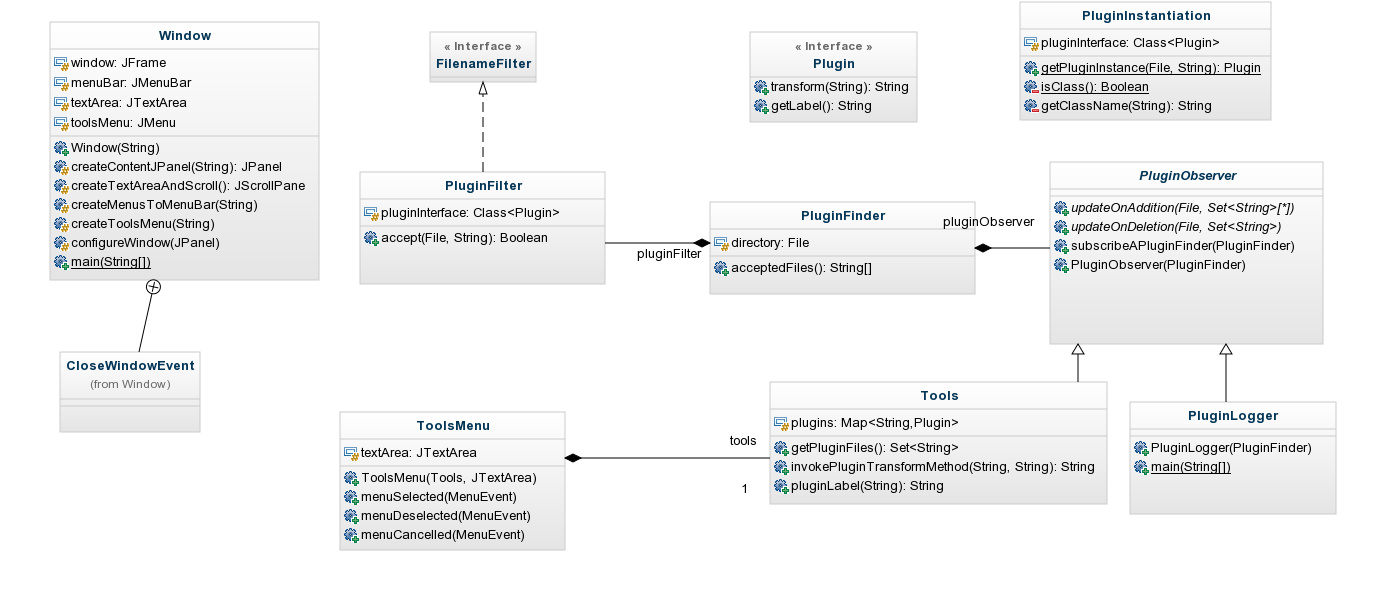 Window
window: JFrame
menuBar: JMenuBar
textArea: JTextArea
toolsMenu: JMenu
Window(String)
createContentJPanel(String): JPanel
createTextAreaAndScroll(): JScrollPane
createMenusToMenuBar(String)
createToolsMenu(String)
configureWindow(JPanel)
main(String[])
CloseWindowEvent
(from Window)
« Interface »
FilenameFilter
PluginFilter
pluginInterface: Class<Plugin>
accept(File, String): Boolean
pluginFilter
« Interface »
Plugin
transform(String): String
getLabel(): String
PluginFinder
directory: File
acceptedFiles(): String[]
pluginObserver
PluginInstantiation
pluginInterface: Class<Plugin>
getPluginInstance(File, String): Plugin
isClass(): Boolean
getClassName(String): String
PluginObserver
updateOnAddition(File, Set<String>[*])
updateOnDeletion(File, Set<String>)
subscribeAPluginFinder(PluginFinder)
PluginObserver(PluginFinder)
ToolsMenu
textArea: JTextArea
ToolsMenu(Tools, JTextArea)
menuSelected(MenuEvent)
menuDeselected(MenuEvent)
menuCancelled(MenuEvent)
tools
1
Tools
plugins: Map<String,Plugin>
getPluginFiles(): Set<String>
invokePluginTransformMethod(String, String): String
pluginLabel(String): String
PluginLogger
PluginLogger(PluginFinder)
main(String[])